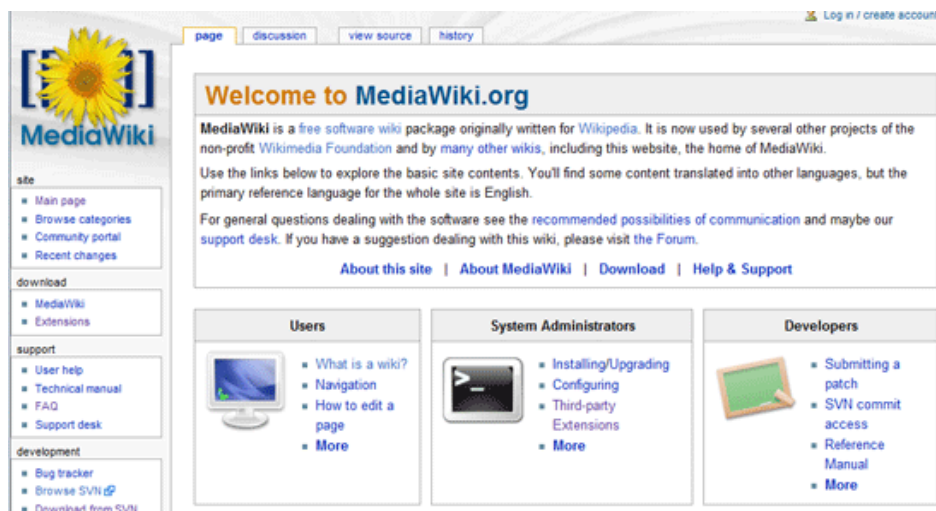 Log in / create account
page discussion view source history
MediaWiki
Welcome to MediaWiki.org
MediaWiki is a free software wiki package originally written for Wikipedia. It is now used by several other projects of the
non-profit Wikimedia Foundation and by many other wikis, including this website, the home of MediaWiki.
Use the links below to explore the basic site contents. You'll find some content translated into other languages, but the
primary reference language for the whole site is English.
For general questions dealing with the software see the recommended possibilities of communication and maybe our
support desk. If you have a suggestion dealing with this wiki, please visit the Forum.
About this site | About MediaWiki | Download | Help & Support
site
Main page
Browse categories
Community portal
Recent changes
download
MediaWiki
Extensions
support
User help
Technical manual
FAQ
Support desk
development
Bug tracker
Browse SVN
Download from SVN
Users
What is a wiki?
Navigation
How to edit a
page
More
System Administrators
Installing/Upgrading
Configuring
Third-party
Extensions
More
Developers
Submitting a
patch
SVN commit
access
Reference
Manual
More